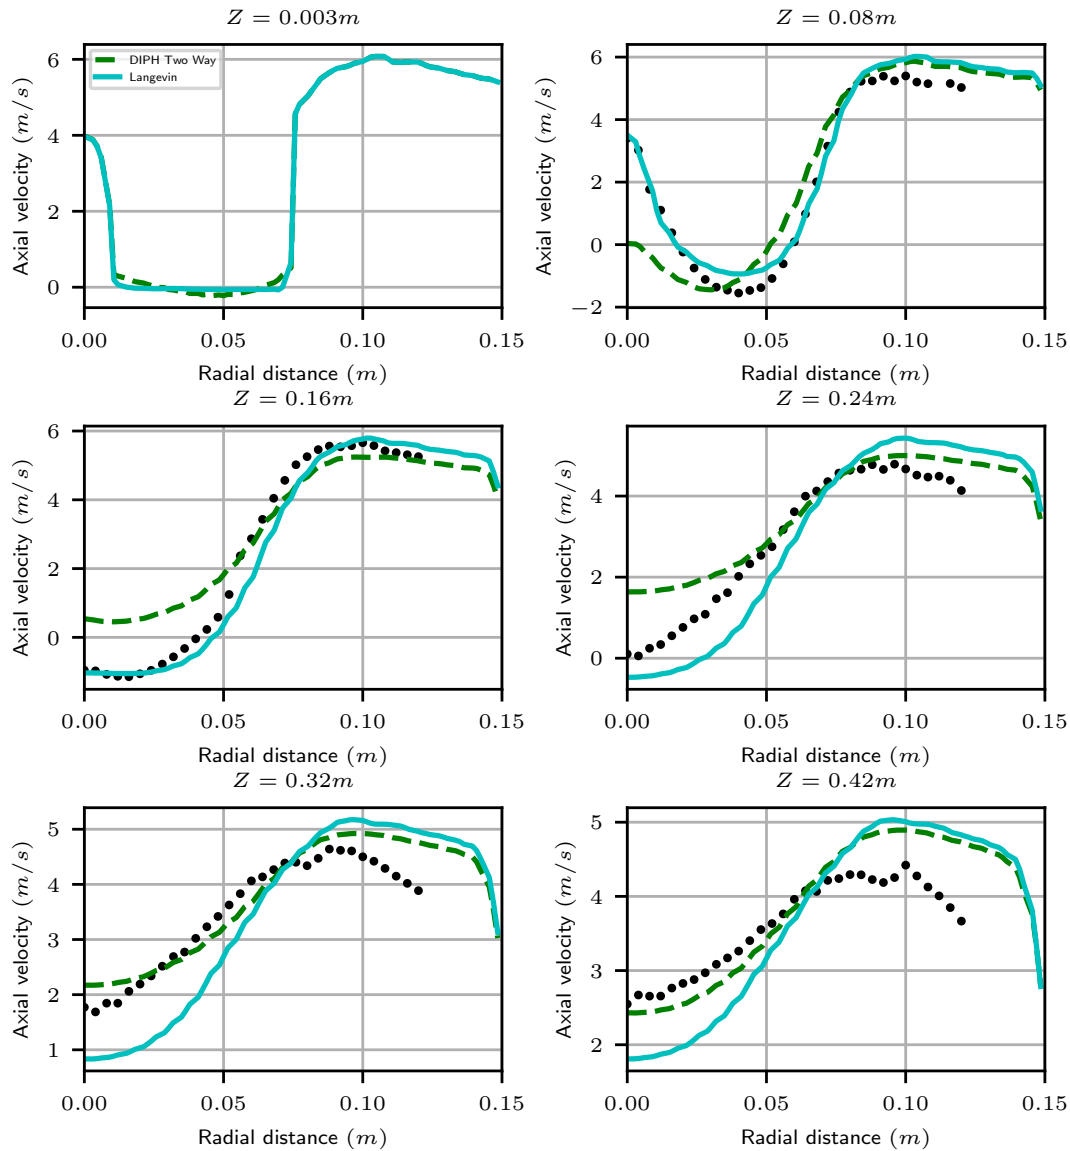 Z = 0.003m
Axial velocity (m/s)
6
4
2
0
DIPH Two Way
Langevin
0.00 0.05 0.10 0.15
Radial distance (m)
Z = 0.08m
Axial velocity (m/s)
6
4
2
0
−2
0.00 0.05 0.10 0.15
Radial distance (m)
Z = 0.16m
Axial velocity (m/s)
6
4
2
0
0.00 0.05 0.10 0.15
Radial distance (m)
Z = 0.24m
Axial velocity (m/s)
4
2
0
0.00 0.05 0.10 0.15
Radial distance (m)
Z = 0.32m
Axial velocity (m/s)
5
4
3
2
1
0.00 0.05 0.10 0.15
Radial distance (m)
Z = 0.42m
Axial velocity (m/s)
5
4
3
2
0.00 0.05 0.10 0.15
Radial distance (m)